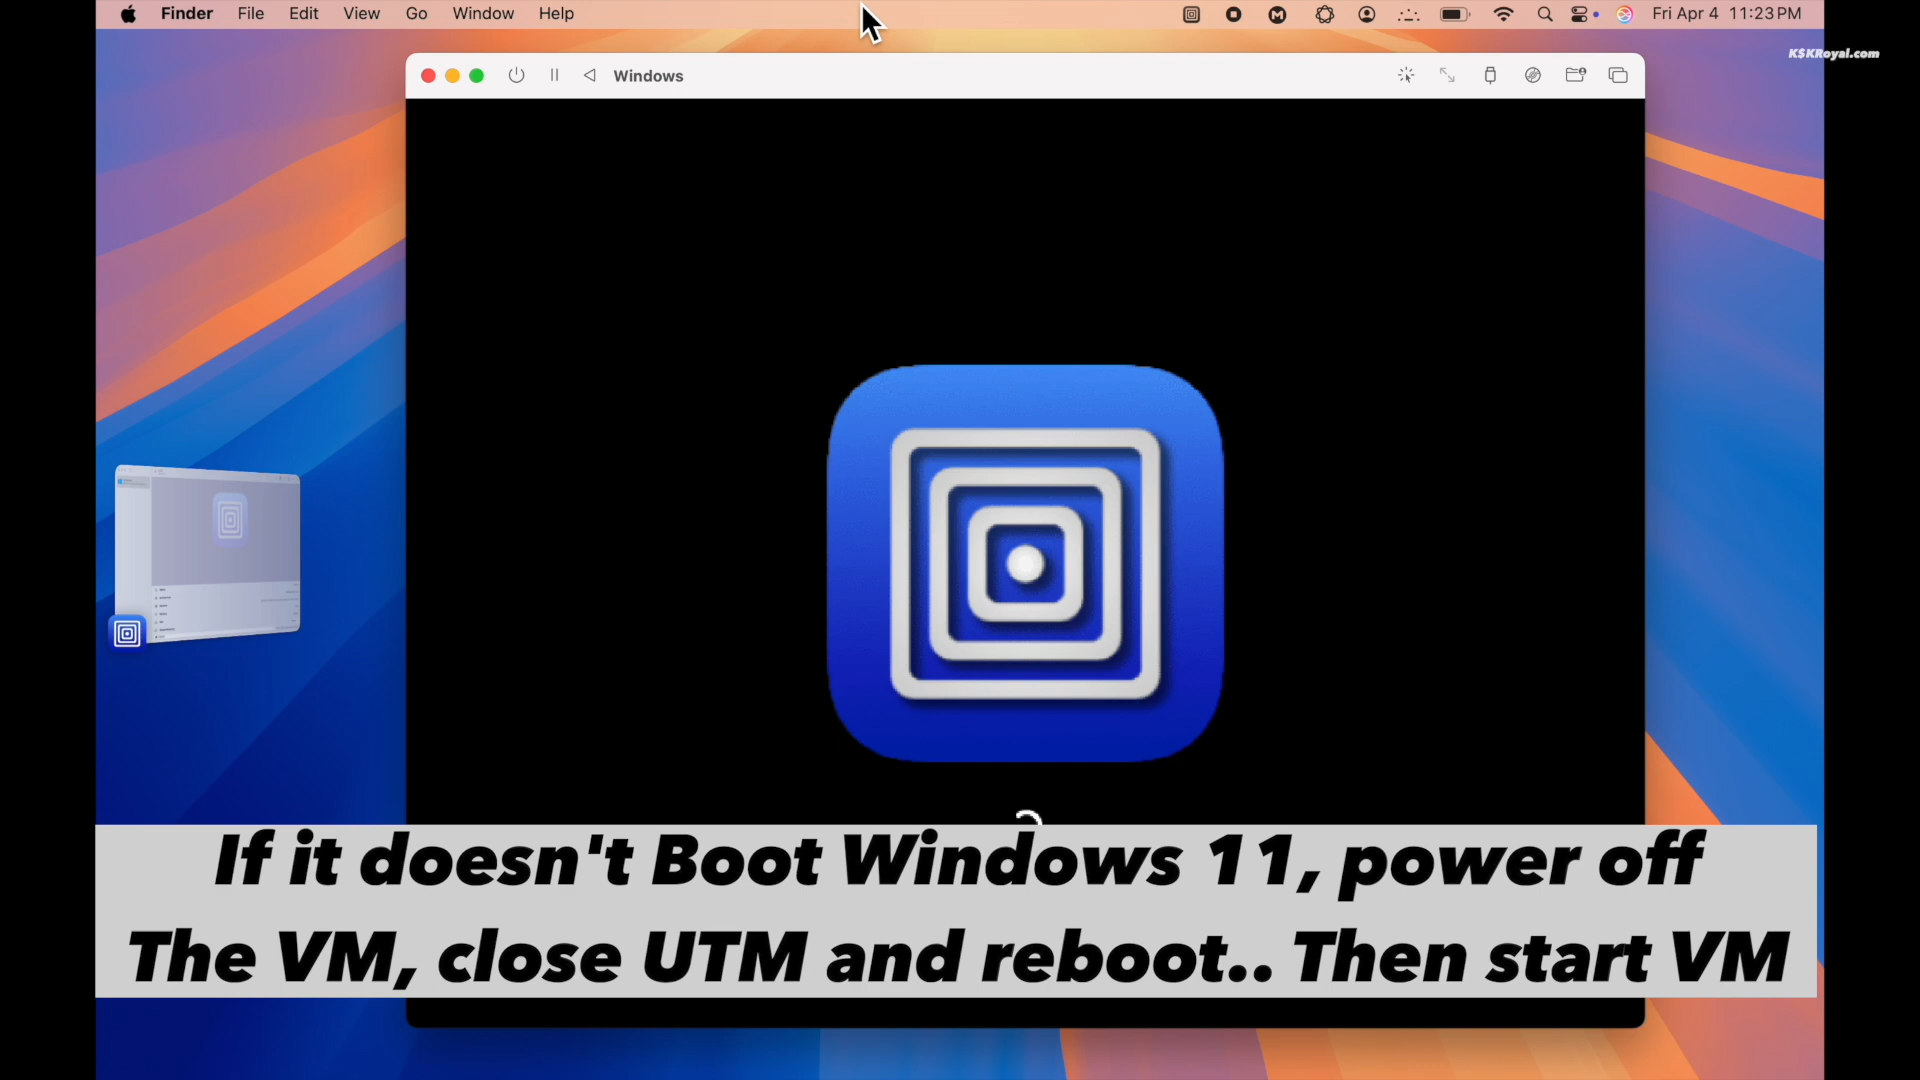 Finder File Edit View Go Window Help Fri Apr 4 11:23 PM
K$KRoyal.com
Windows
If it doesn't Boot Windows 11, power off
The VM, close UTM and reboot.. Then start VM